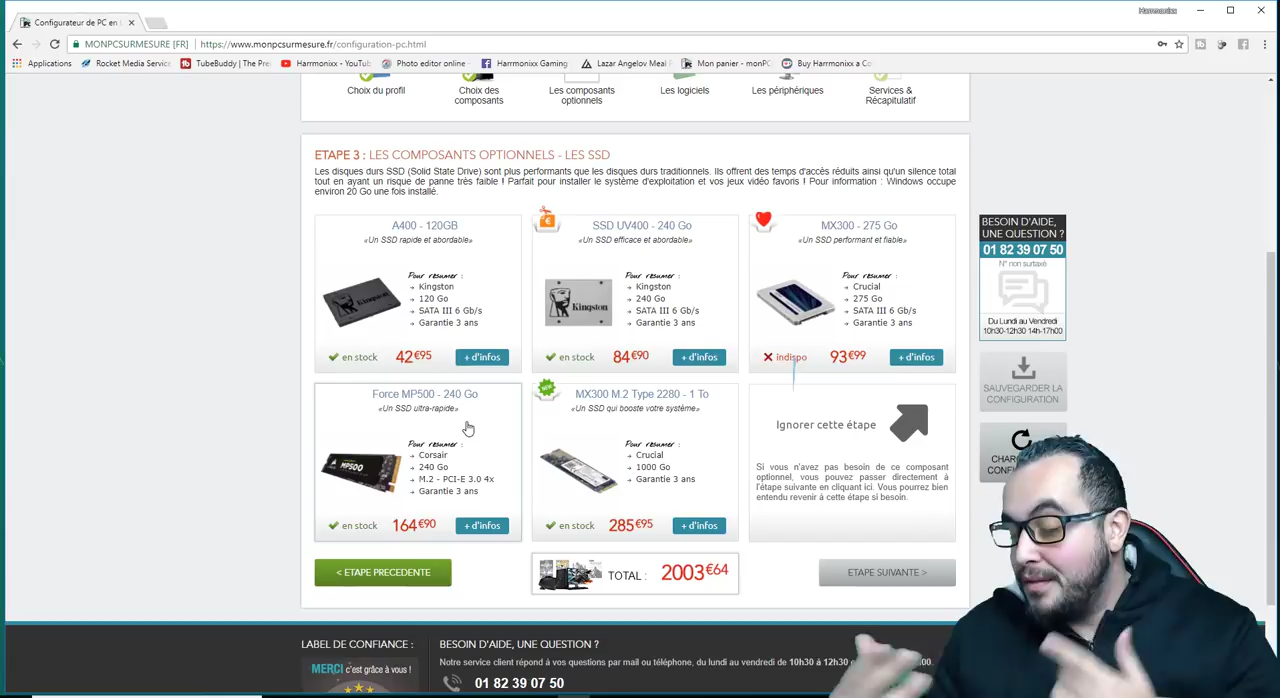 Harrmonixx
Configurateur de PC en l
MONPCSURMESURE [FR] https://www.monpcsurmesure.fr/configuration-pc.html
Applications Rocket Media Service TubeBuddy | The Pre Harrmonixx - YouTu Photo editor online - Harrmonixx Gaming Lazar Angelov Meal Mon panier - monPC Buy Harrmonixx a Co
Choix du profil
Choix des composants
Les composants optionnels
Les logiciels
Les périphériques
Services & Récapitulatif
ETAPE 3 : LES COMPOSANTS OPTIONNELS - LES SSD
Les disques durs SSD (Solid State Drive) sont plus performants que les disques durs traditionnels. Ils offrent des temps d'accès réduits ainsi qu'un silence total
tout en ayant un risque de panne très faible ! Parfait pour installer le système d'exploitation et vos jeux vidéo favoris ! Pour information : Windows occupe
environ 20 Go une fois installé.
A400 - 120GB
«Un SSD rapide et abordable»
Pour résumer :
Kingston
120 Go
SATA III 6 Gb/s
Garantie 3 ans
en stock 42€95 + d'infos
SSD UV400 - 240 Go
«Un SSD efficace et abordable»
Pour résumer :
Kingston
240 Go
SATA III 6 Gb/s
Garantie 3 ans
en stock 84€90 + d'infos
MX300 - 275 Go
«Un SSD performant et fiable»
Pour résumer :
Crucial
275 Go
SATA III 6 Gb/s
Garantie 3 ans
indispo 93€99 + d'infos
Force MP500 - 240 Go
«Un SSD ultra-rapide»
Pour résumer :
MP500
Corsair
240 Go
M.2 - PCI-E 3.0 4x
Garantie 3 ans
en stock 164€90 + d'infos
NEW
MX300 M.2 Type 2280 - 1 To
«Un SSD qui booste votre système»
Pour résumer :
Crucial
1000 Go
Garantie 3 ans
en stock 285€95 + d'infos
Ignorer cette étape
Si vous n'avez pas besoin de ce composant
optionnel, vous pouvez passer directement à
l'étape suivante en cliquant ici. Vous pourrez bien
entendu revenir à cette étape si besoin.
< ETAPE PRECEDENTE
TOTAL : 2003€64
ETAPE SUIVANTE >
BESOIN D'AIDE,
UNE QUESTION ?
01 82 39 07 50
N° non surtaxé
Du Lundi au Vendredi
10h30-12h30 14h-17h00
SAUVEGARDER LA
CONFIGURATION
CHAR
CONFI
LABEL DE CONFIANCE :
MERCI c'est grâce à vous !
BESOIN D'AIDE, UNE QUESTION ?
Notre service client répond à vos questions par mail ou téléphone, du lundi au vendredi de 10h30 à 12h30 e
01 82 39 07 50